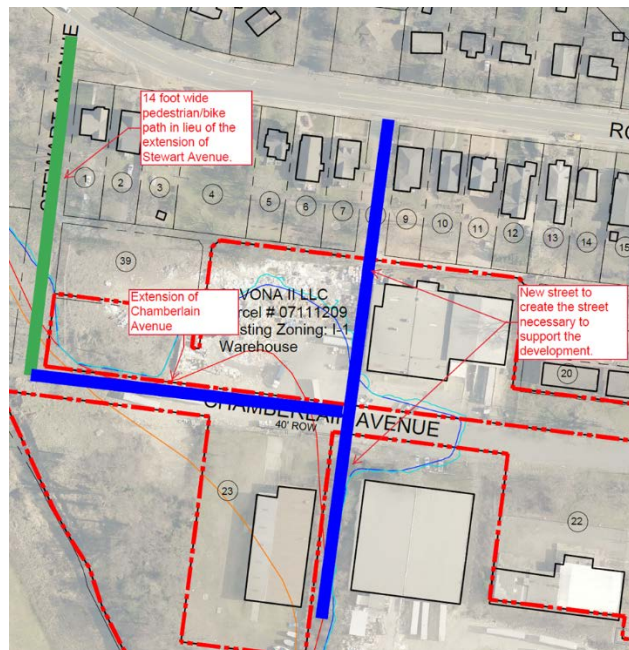 STEWART AVENUE
14 foot wide
pedestrian/bike
path in lieu of the
extension of
Stewart Avenue.
RO
1
2
3
4
5
6
7
9
10
11
12
13
14
15
39
VONA II LLC
rcel # 07111209
sting Zoning: I-1
Warehouse
Extension of
Chamberlain
Avenue
New street to
create the street
necessary to
support the
development.
20
CHAMBERLAIN AVENUE
40' ROW
23
22